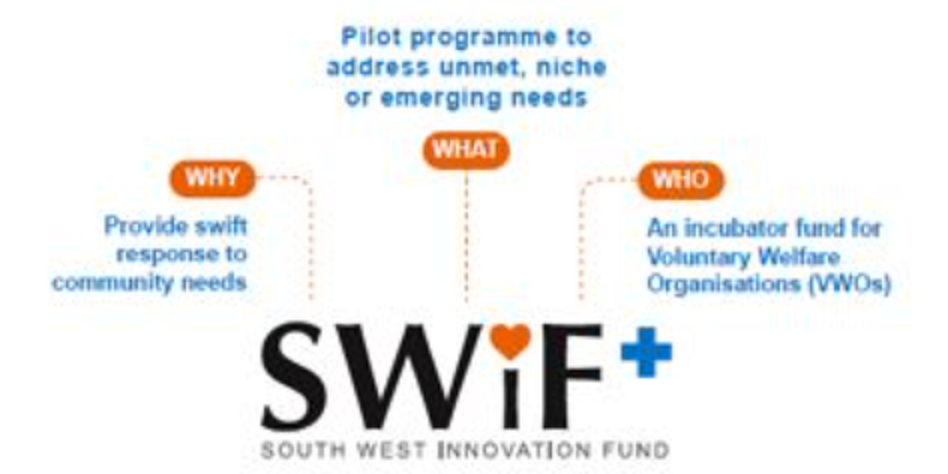 Pilot programme to
address unmet, niche
or emerging needs
WHAT
WHY
Provide swift
response to
community needs
WHO
An incubator fund for
Voluntary Welfare
Organisations (VWOs)
SWiF+
SOUTH WEST INNOVATION FUND